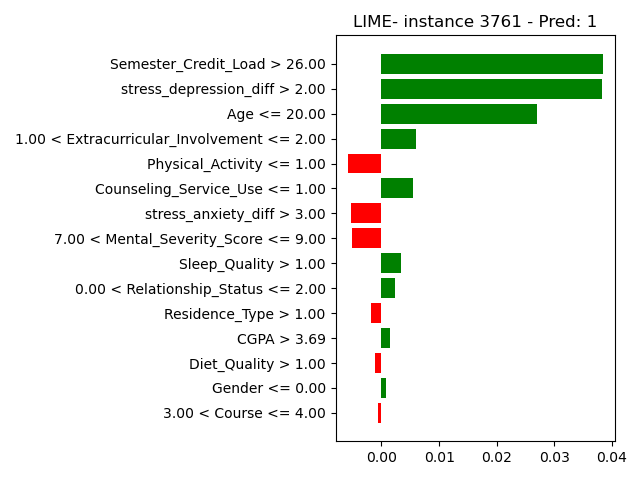 LIME- instance 3761 - Pred: 1
Semester_Credit_Load > 26.00
stress_depression_diff > 2.00
Age <= 20.00
1.00 < Extracurricular_Involvement <= 2.00
Physical_Activity <= 1.00
Counseling_Service_Use <= 1.00
stress_anxiety_diff > 3.00
7.00 < Mental_Severity_Score <= 9.00
Sleep_Quality > 1.00
0.00 < Relationship_Status <= 2.00
Residence_Type > 1.00
CGPA > 3.69
Diet_Quality > 1.00
Gender <= 0.00
3.00 < Course <= 4.00
0.00 0.01 0.02 0.03 0.04